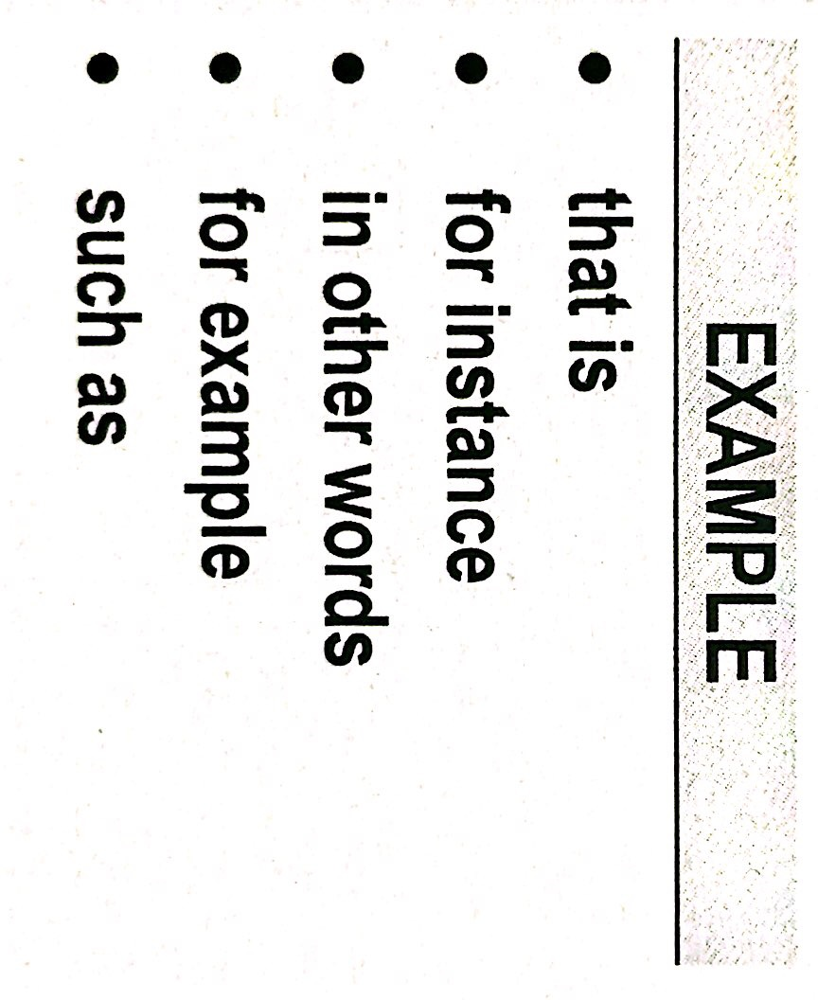 EXAMPLE
• that is
• for instance
• in other words
• for example
• such as